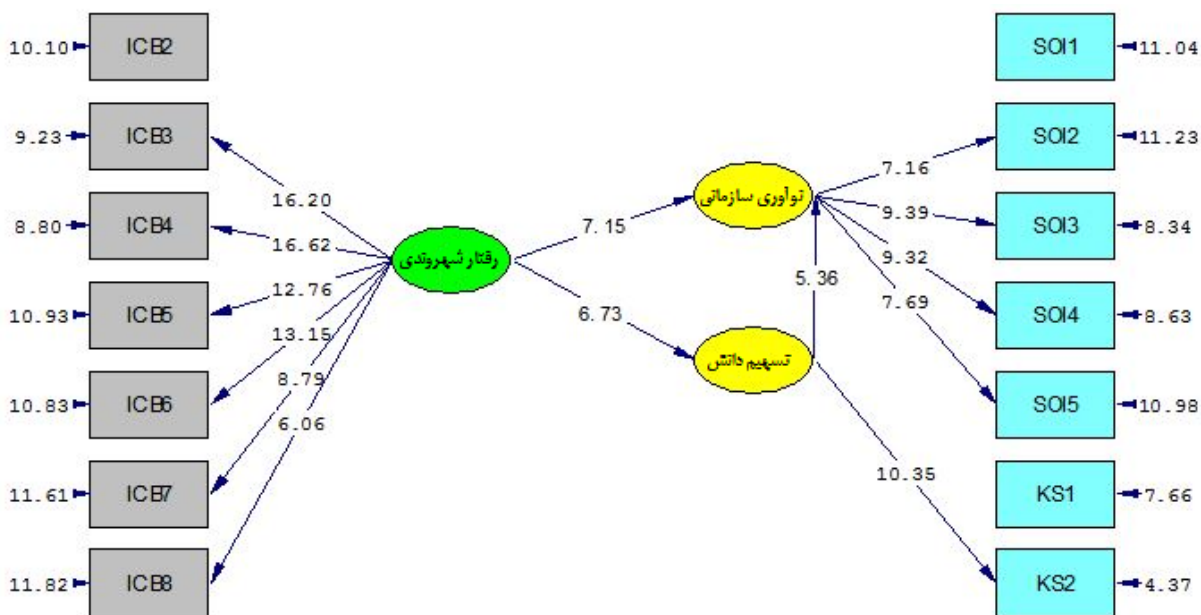 10.10 ICB2 SOI1 11.04
9.23 ICB3 SOI2 11.23
7.16
16.20 نوآوری سازمانی
9.39
8.80 ICB4 SOI3 8.34
16.62 7.15
رفتار شهروندی 9.32
12.76 5.36 7.69
10.93 ICB5 6.73 SOI4 8.63
13.15
تسهیم دانش
8.79
10.83 ICB6 SOI5 10.98
6.06
10.35
11.61 ICB7 KS1 7.66
11.82 ICB8 KS2 4.37